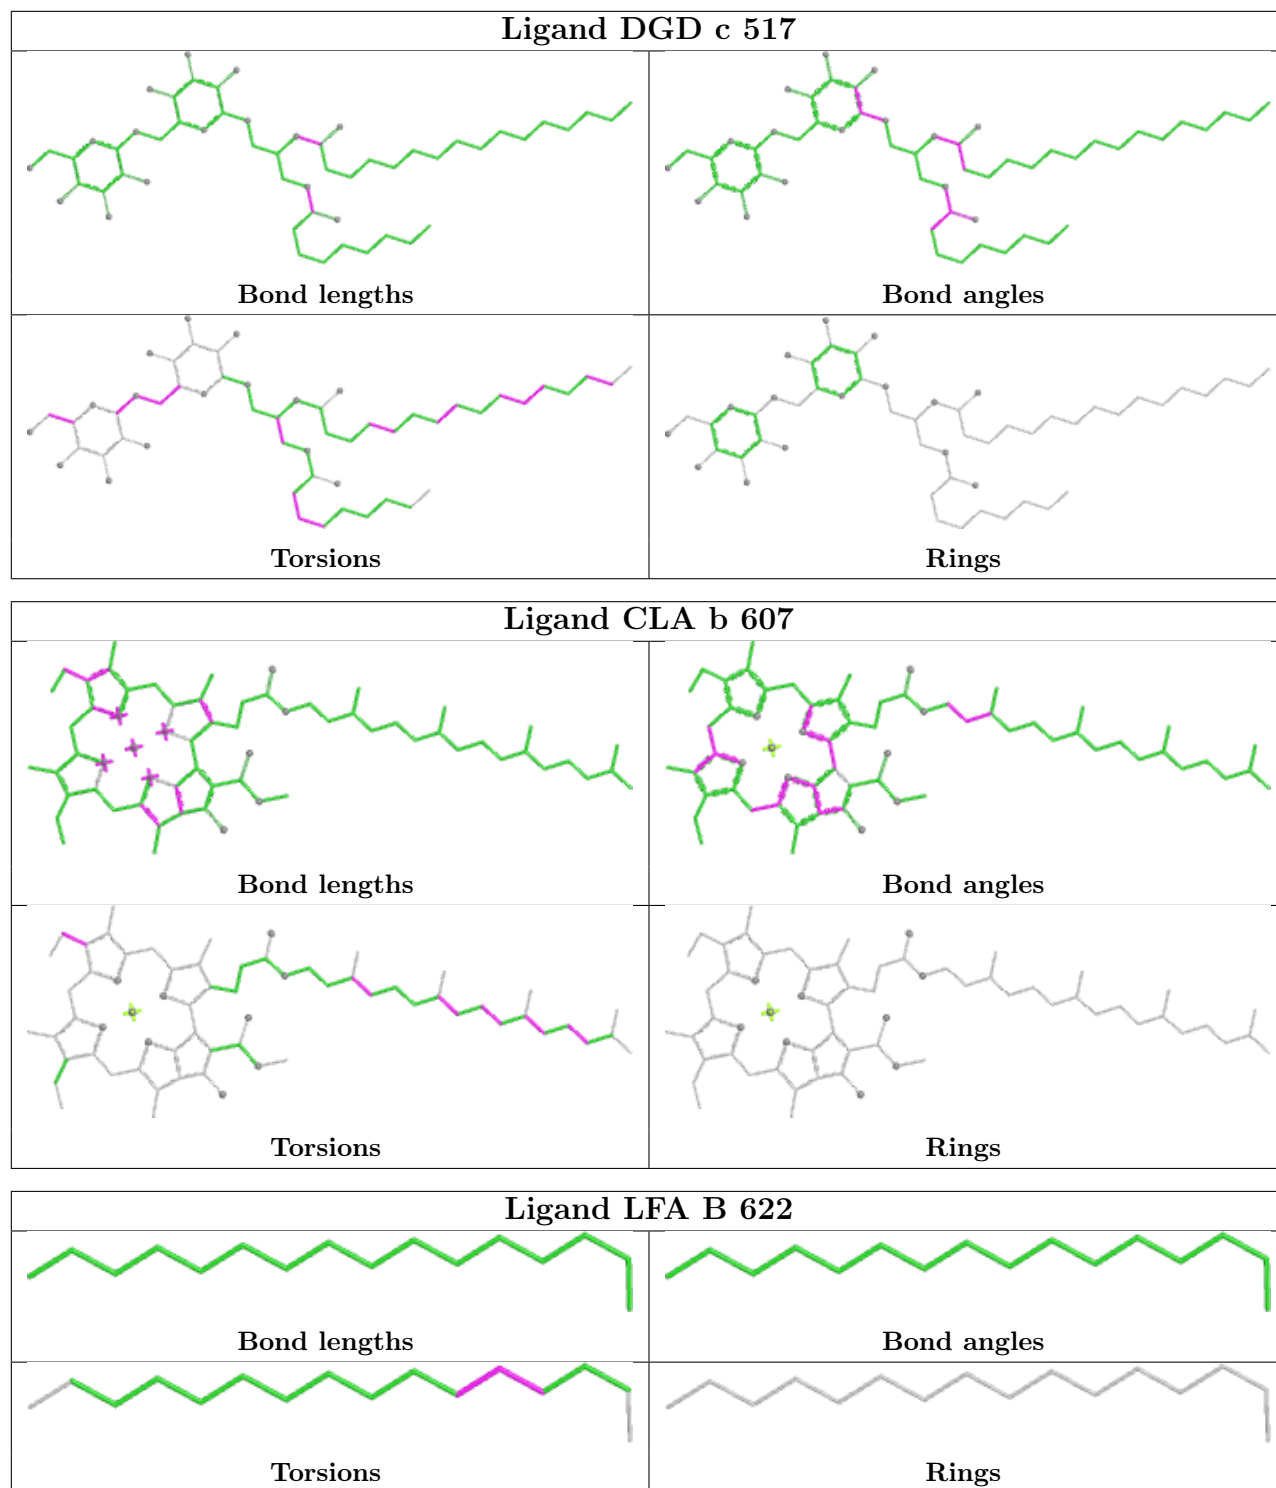 Ligand DGD c 517
Bond lengths
Bond angles
Torsions
Rings
Ligand CLA b 607
Bond lengths
Bond angles
Torsions
Rings
Ligand LFA B 622
Bond lengths
Bond angles
Torsions
Rings